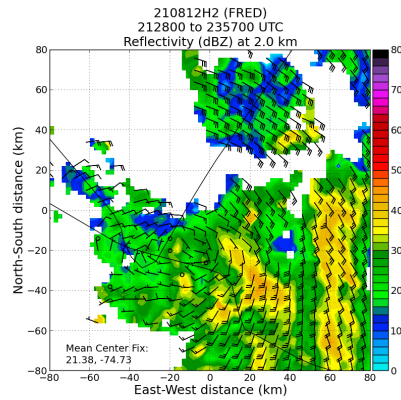 210812H2 (FRED)
212800 to 235700 UTC
Reflectivity (dBZ) at 2.0 km
North-South distance (km)
80
60
40
20
0
−20
−40
−60
−80
Mean Center Fix:
21.38, -74.73
−80 −60 −40 −20 0 20 40 60 80
East-West distance (km)
80
70
60
50
40
30
20
10
0